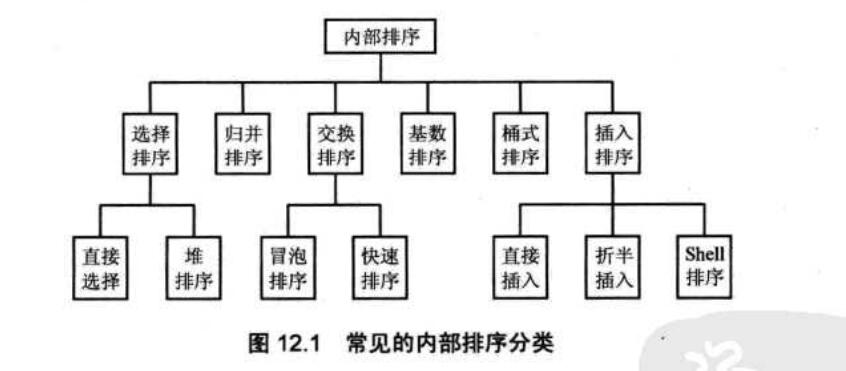 内部排序
选择排序
归并排序
交换排序
基数排序
桶式排序
插入排序
直接选择
堆排序
冒泡排序
快速排序
直接插入
折半插入
Shell排序
图 12.1 常见的内部排序分类